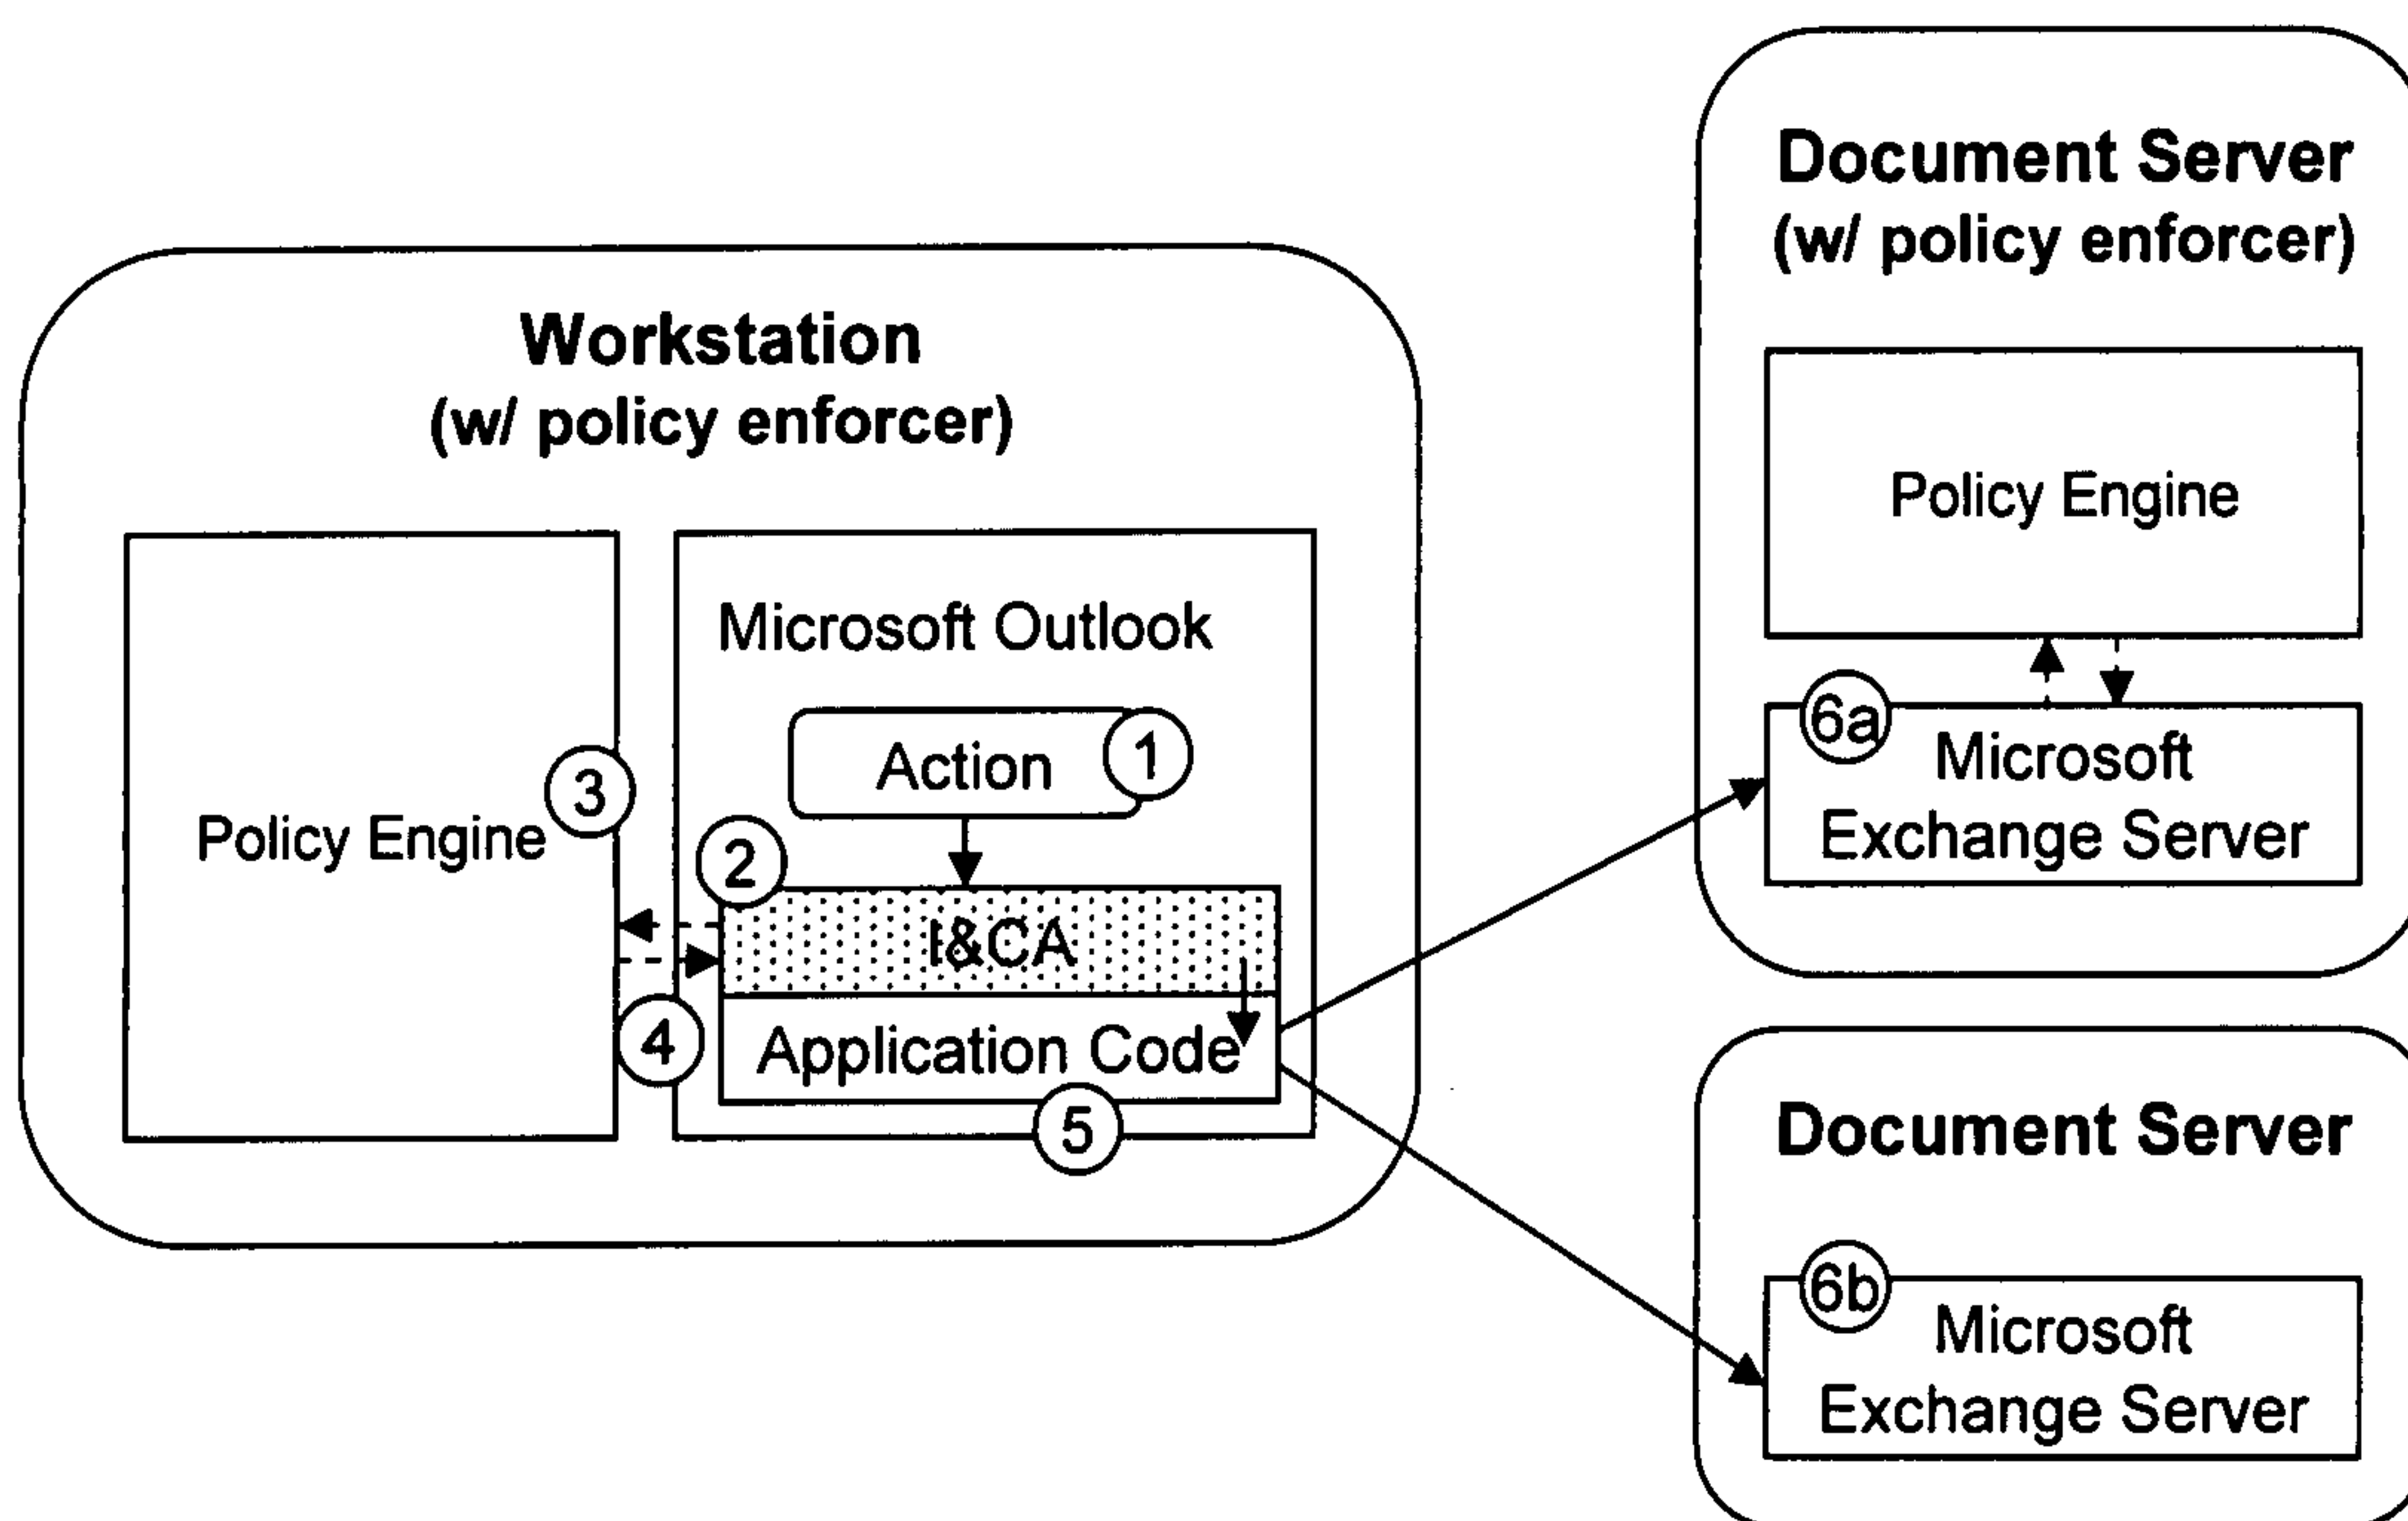 Workstation
(w/ policy enforcer)
Policy Engine
3
Microsoft Outlook
Action
1
2
I&CA
4
Application Code
5
Document Server
(w/ policy enforcer)
Policy Engine
6a
Microsoft
Exchange Server
Document Server
6b
Microsoft
Exchange Server